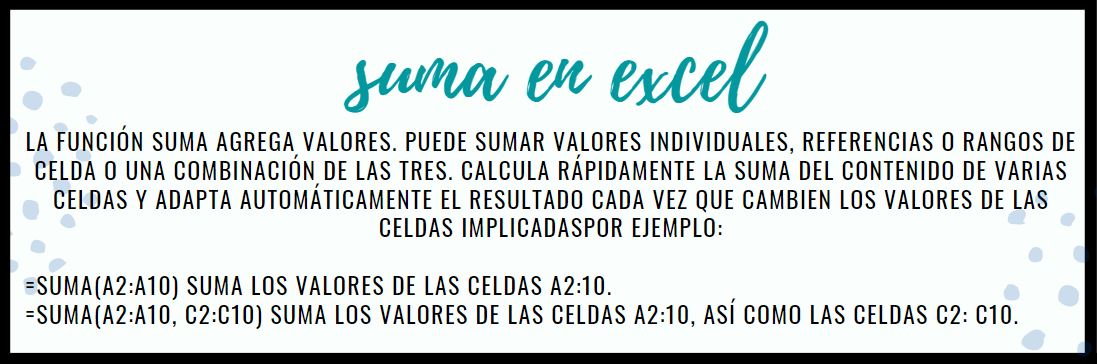 suma en excel
LA FUNCIÓN SUMA AGREGA VALORES. PUEDE SUMAR VALORES INDIVIDUALES, REFERENCIAS O RANGOS DE
CELDA O UNA COMBINACIÓN DE LAS TRES. CALCULA RÁPIDAMENTE LA SUMA DEL CONTENIDO DE VARIAS
CELDAS Y ADAPTA AUTOMÁTICAMENTE EL RESULTADO CADA VEZ QUE CAMBIEN LOS VALORES DE LAS
CELDAS IMPLICADASPOR EJEMPLO:
=SUMA(A2:A10) SUMA LOS VALORES DE LAS CELDAS A2:10.
=SUMA(A2:A10, C2:C10) SUMA LOS VALORES DE LAS CELDAS A2:10, ASÍ COMO LAS CELDAS C2: C10.